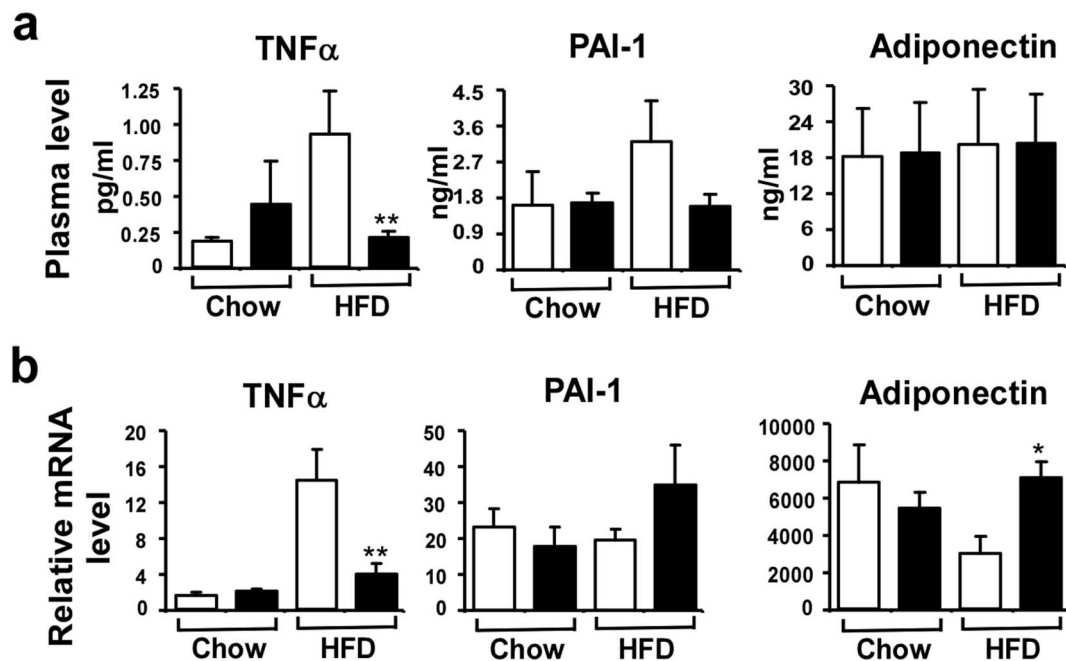 a
TNFα PAI-1 Adiponectin
Plasma level
pg/ml
1.25
1.00
0.75
0.50
0.25
0
**
Chow HFD
ng/ml
4.5
3.6
2.7
1.8
0.9
0
Chow HFD
ng/ml
30
24
18
12
6
0
Chow HFD
b
TNFα PAI-1 Adiponectin
Relative mRNA
level
20
16
12
8
4
0
**
Chow HFD
50
40
30
20
10
0
Chow HFD
10000
8000
6000
4000
2000
0
*
Chow HFD